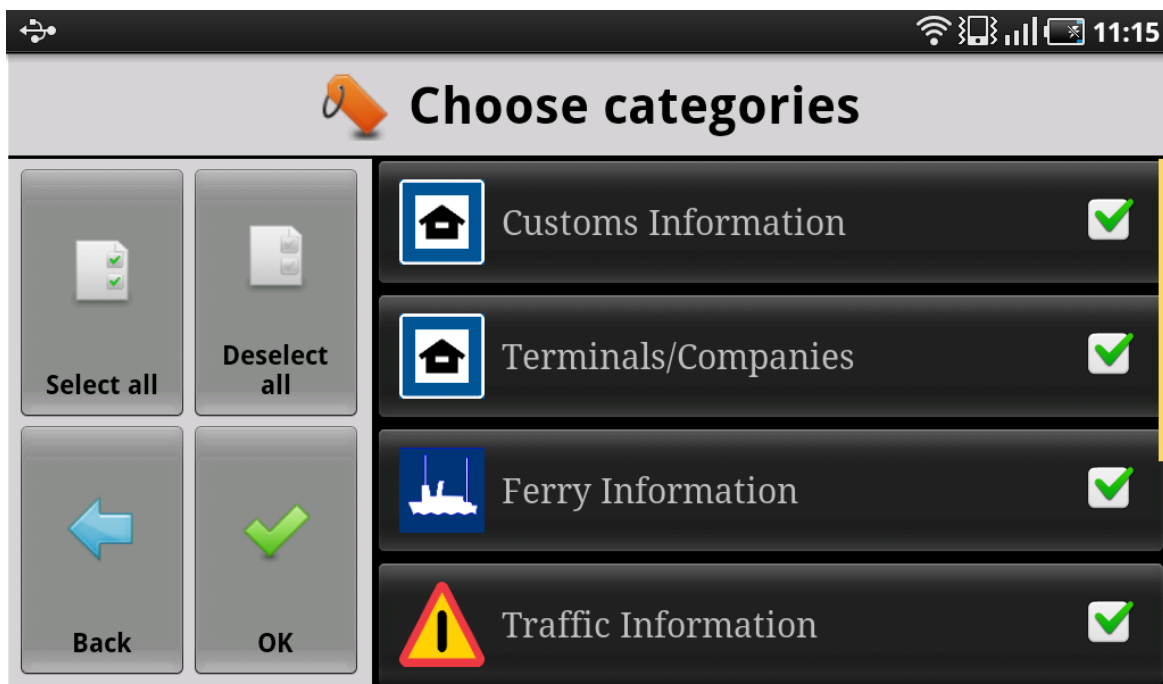 11:15
Choose categories
Select all
Deselect
all
Back
OK
Customs Information
Terminals/Companies
Ferry Information
Traffic Information